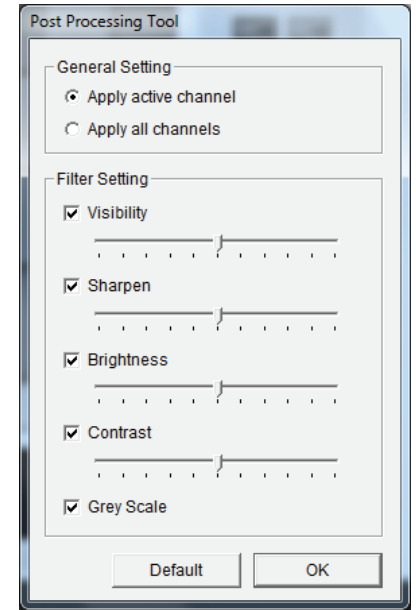 Post Processing Tool
General Setting
Apply active channel
Apply all channels
Filter Setting
Visibility
Sharpen
Brightness
Contrast
Grey Scale
Default OK